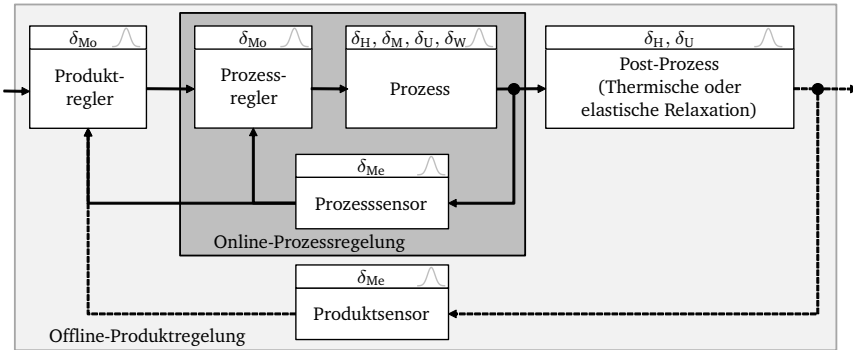 δMo
Produkt-
regler
δMo
Prozess-
regler
δH, δM, δU, δW
Prozess
δH, δU
Post-Prozess
(Thermische oder
elastische Relaxation)
δMe
Prozesssensor
Online-Prozessregelung
δMe
Produktsensor
Offline-Produktregelung